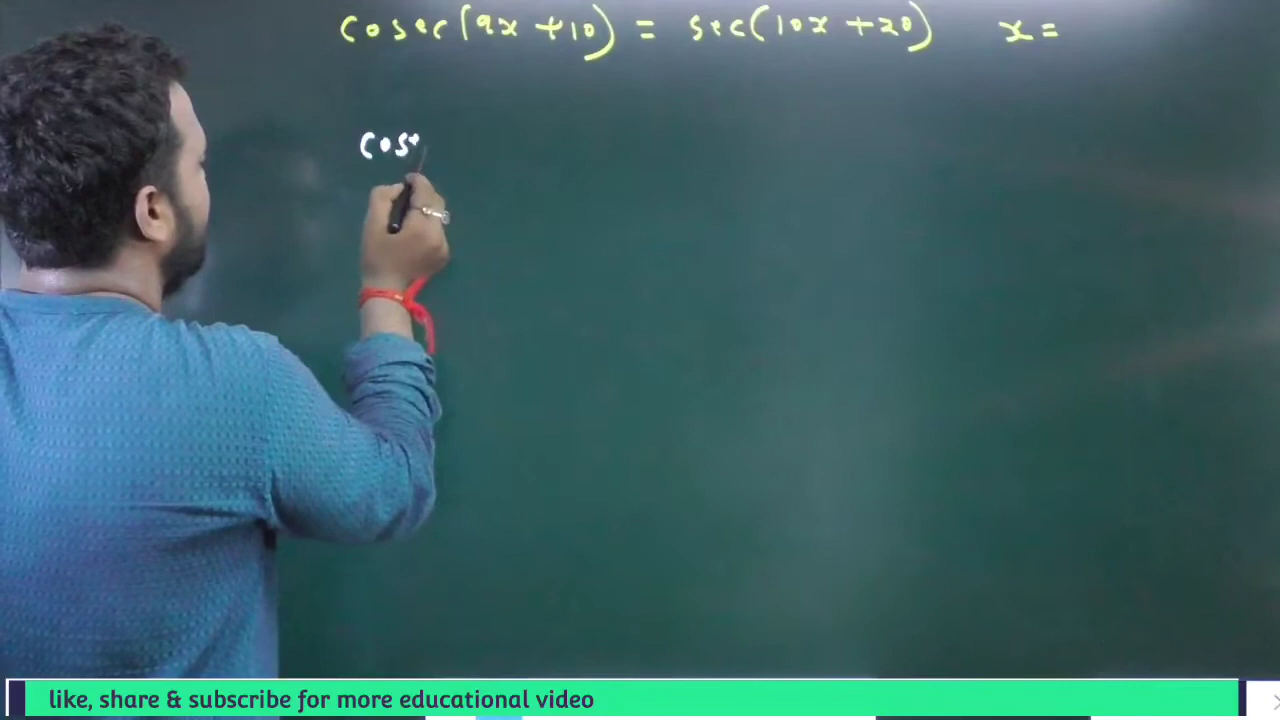 cosec(9x +10) = sec(10x +20) x =
cos
like, share & subscribe for more educational video